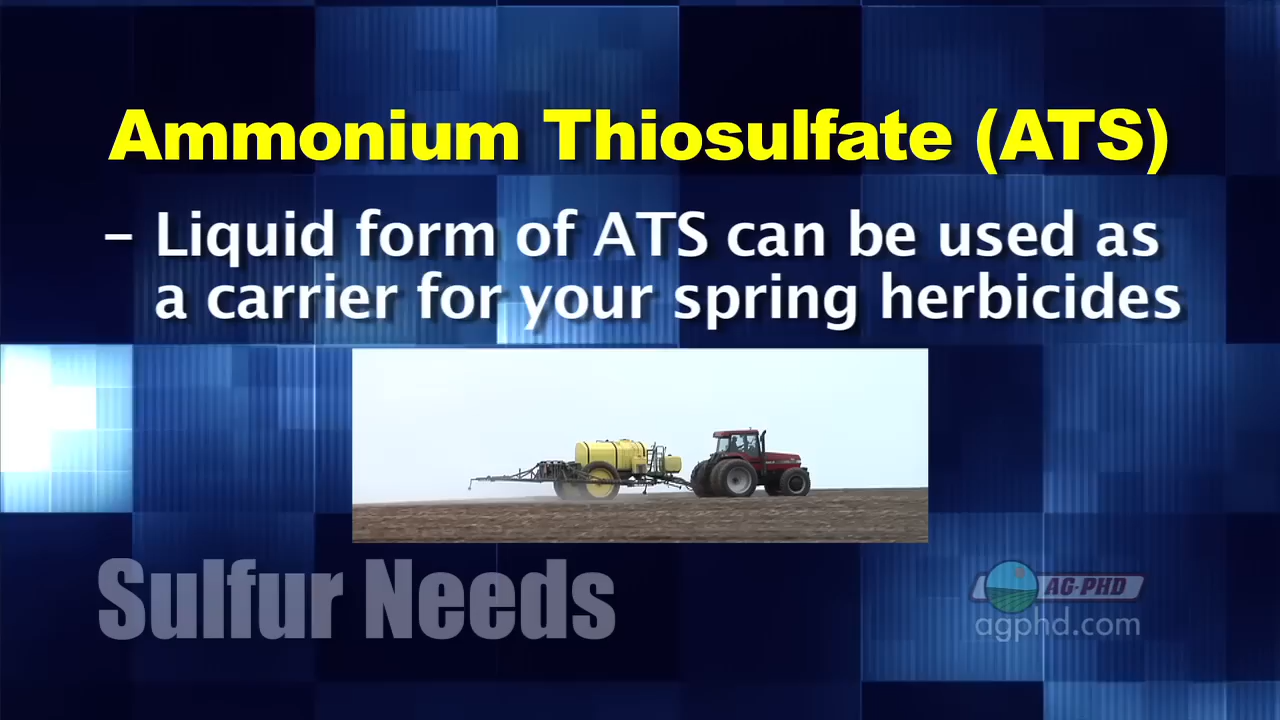 Ammonium Thiosulfate (ATS)
– Liquid form of ATS can be used as
a carrier for your spring herbicides
Sulfur Needs
AG-PHD
agphd.com